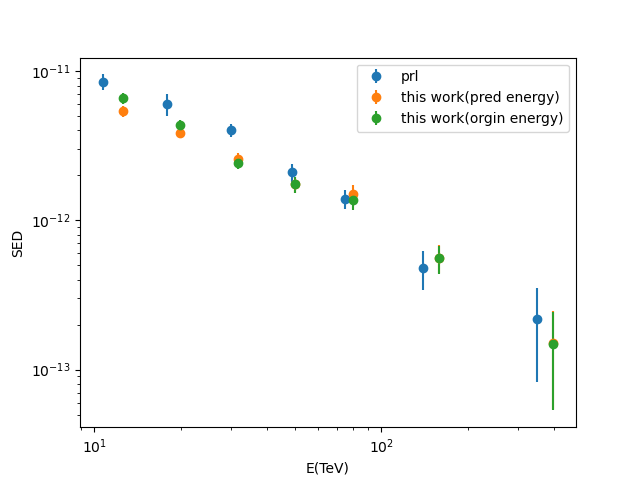 prl
this work(pred energy)
this work(orgin energy)
10⁻¹¹
10⁻¹²
10⁻¹³
SED
10¹
10²
E(TeV)